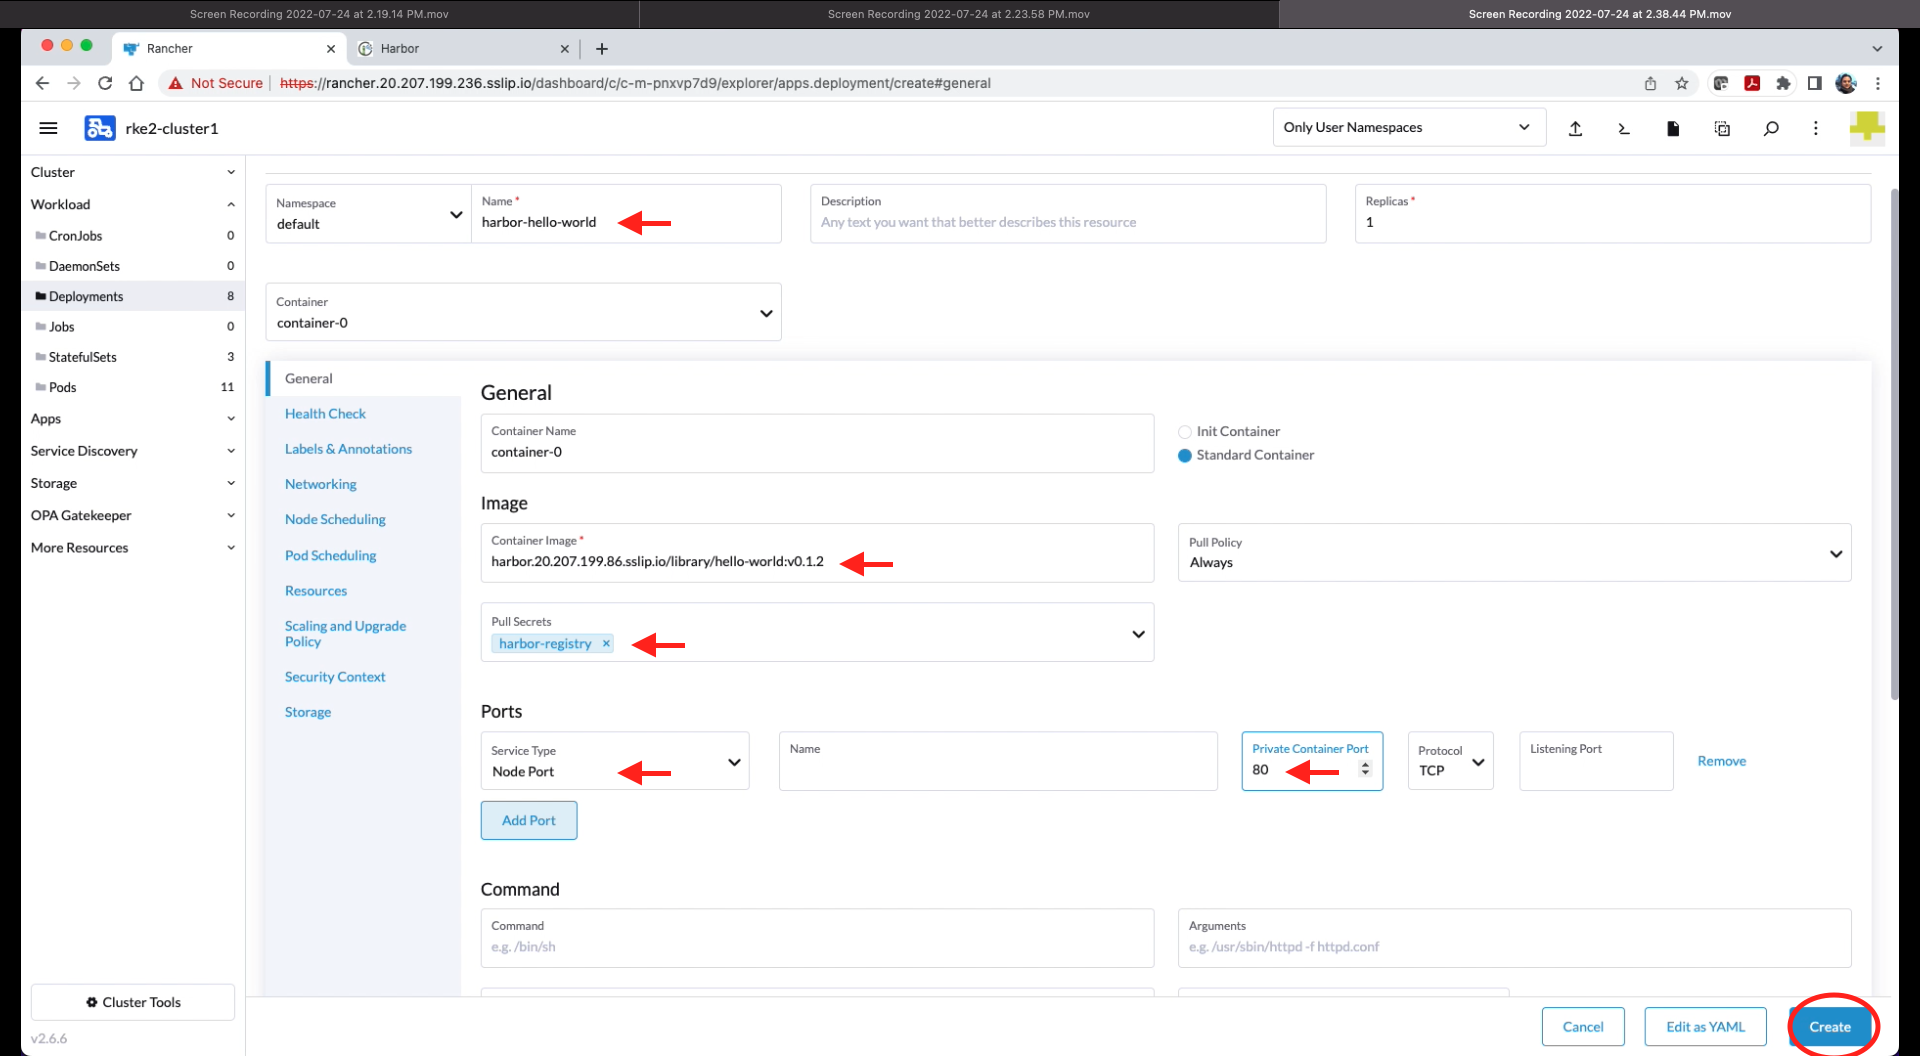 Screen Recording 2022-07-24 at 2.19.14 PM.mov
Screen Recording 2022-07-24 at 2.23.58 PM.mov
Screen Recording 2022-07-24 at 2.38.44 PM.mov
Rancher
Harbor
Not Secure
https://rancher.20.207.199.236.sslip.io/dashboard/c/c-m-pnxvp7d9/explorer/apps.deployment/create#general
rke2-cluster1
Only User Namespaces
Cluster
Workload
CronJobs 0
DaemonSets 0
Deployments 8
Jobs 0
StatefulSets 3
Pods 11
Apps
Service Discovery
Storage
OPA Gatekeeper
More Resources
Cluster Tools
v2.6.6
Namespace
default
Name *
harbor-hello-world
Description
Any text you want that better describes this resource
Replicas *
1
Container
container-0
General
Health Check
Labels & Annotations
Networking
Node Scheduling
Pod Scheduling
Resources
Scaling and Upgrade
Policy
Security Context
Storage
General
Container Name
container-0
Init Container
Standard Container
Image
Container Image *
harbor.20.207.199.86.sslip.io/library/hello-world:v0.1.2
Pull Policy
Always
Pull Secrets
harbor-registry ×
Ports
Service Type
Node Port
Name
Private Container Port
80
Protocol
TCP
Listening Port
Remove
Add Port
Command
Command
e.g. /bin/sh
Arguments
e.g. /usr/sbin/httpd -f httpd.conf
Cancel
Edit as YAML
Create